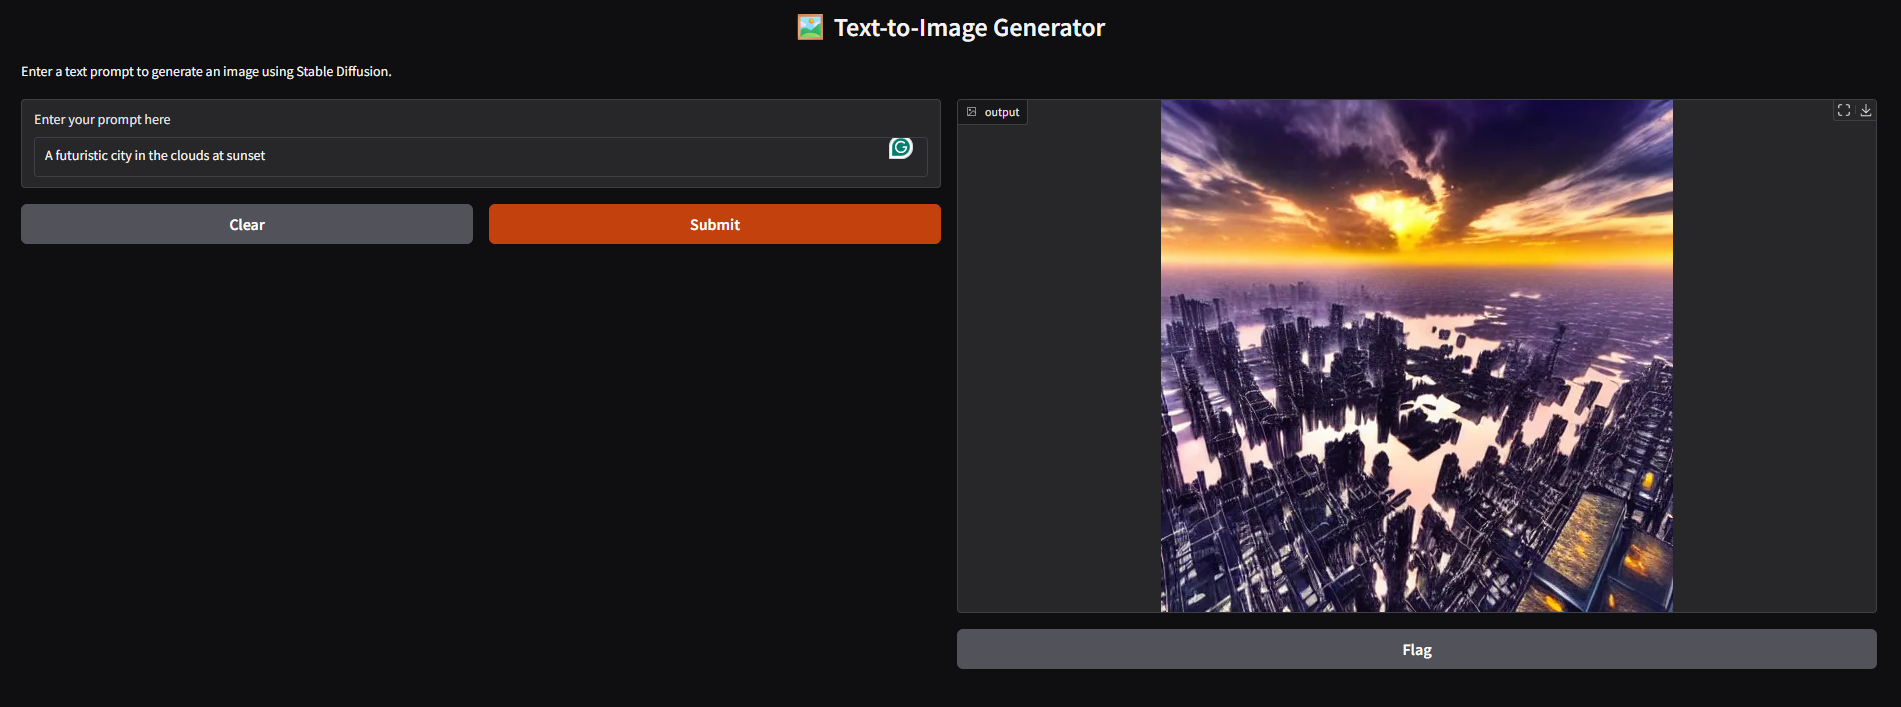 🖼️ Text-to-Image Generator
Enter a text prompt to generate an image using Stable Diffusion.
Enter your prompt here
A futuristic city in the clouds at sunset
Clear
Submit
output
Flag